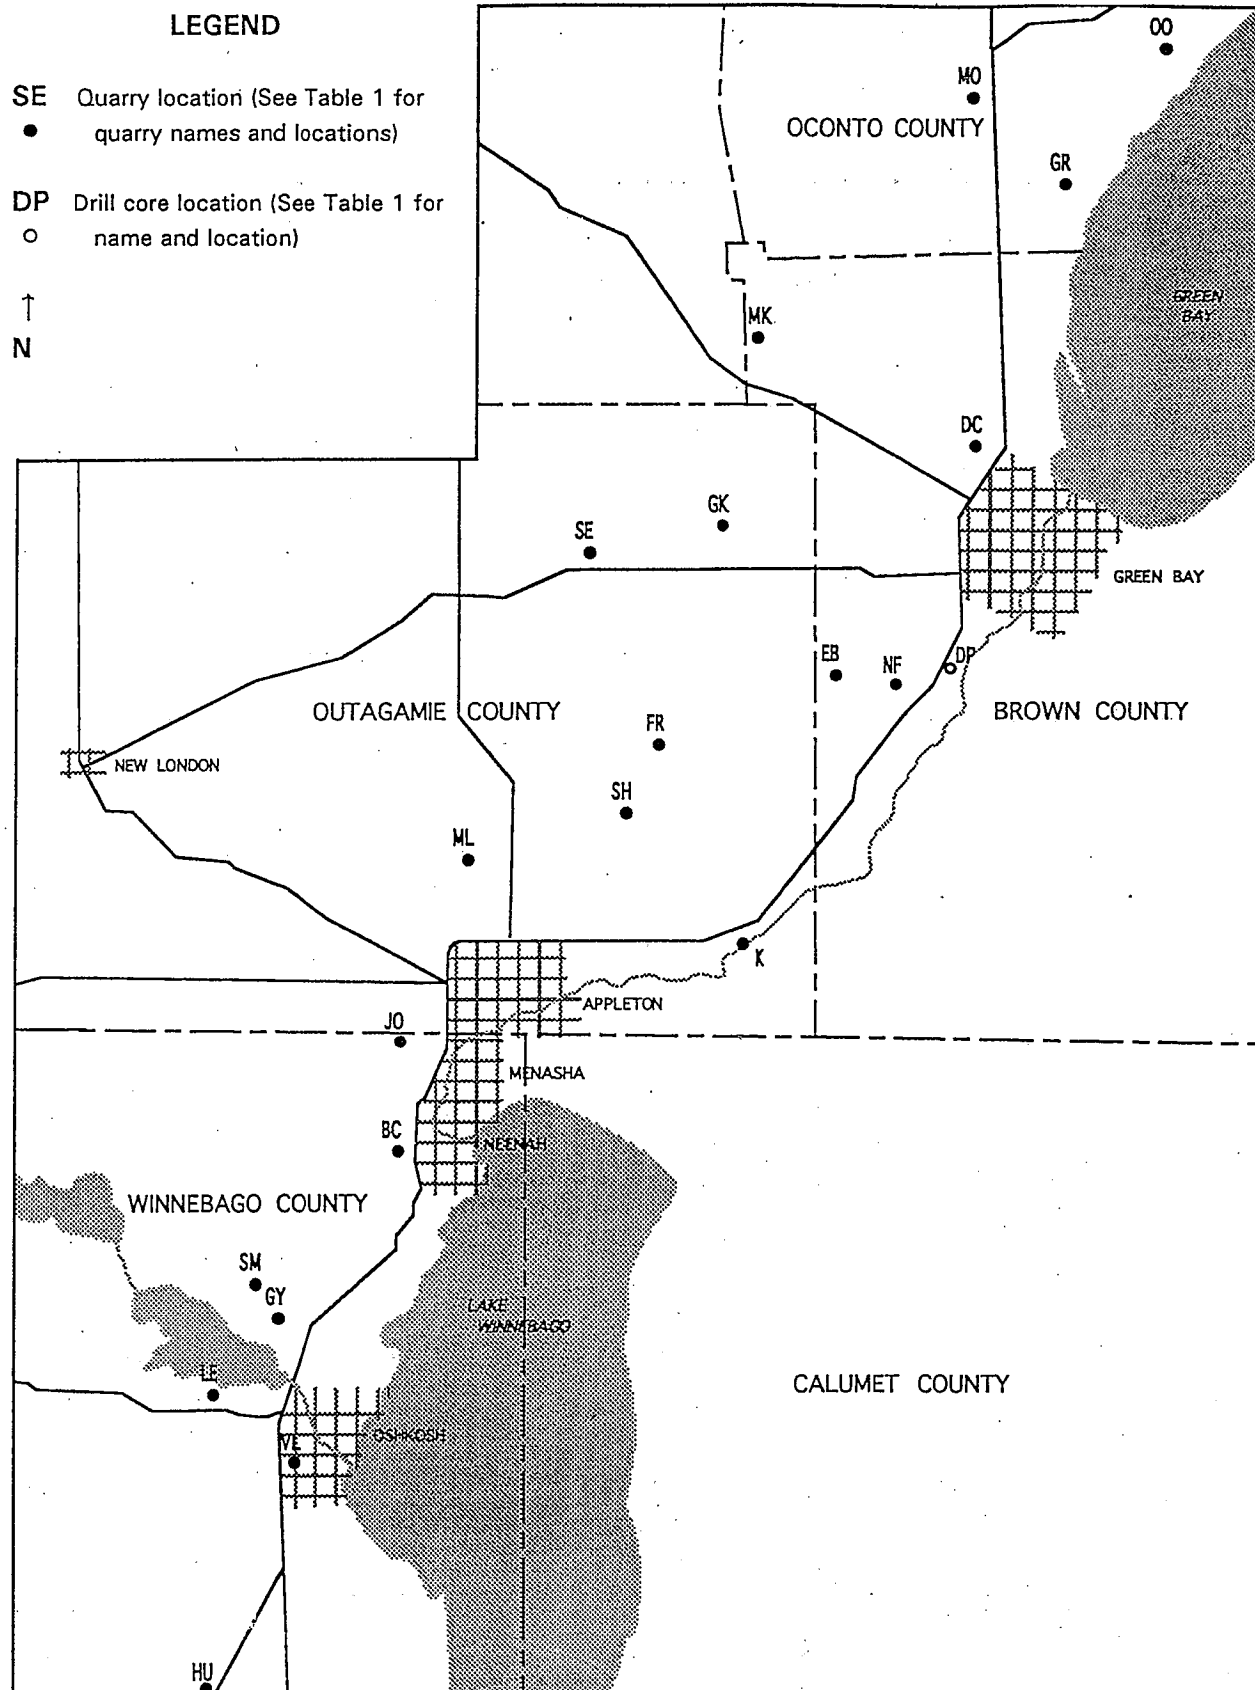 LEGEND
SE Quarry location (See Table 1 for
quarry names and locations)
DP Drill core location (See Table 1 for
name and location)
N
OO
MO
OCONTO COUNTY
GR
GREEN
BAY
MK
DC
GK
SE
GREEN BAY
EB
NF
DP
OUTAGAMIE COUNTY
BROWN COUNTY
FR
NEW LONDON
SH
ML
K
APPLETON
JO
MENASHA
BC
NEENAH
WINNEBAGO COUNTY
SM
GY
LAKE
WINNEBAGO
LE
CALUMET COUNTY
OSHKOSH
VL
HU